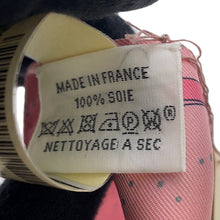 MADE IN FRANCE
100% SOIE
NETTOYAGE A SEC